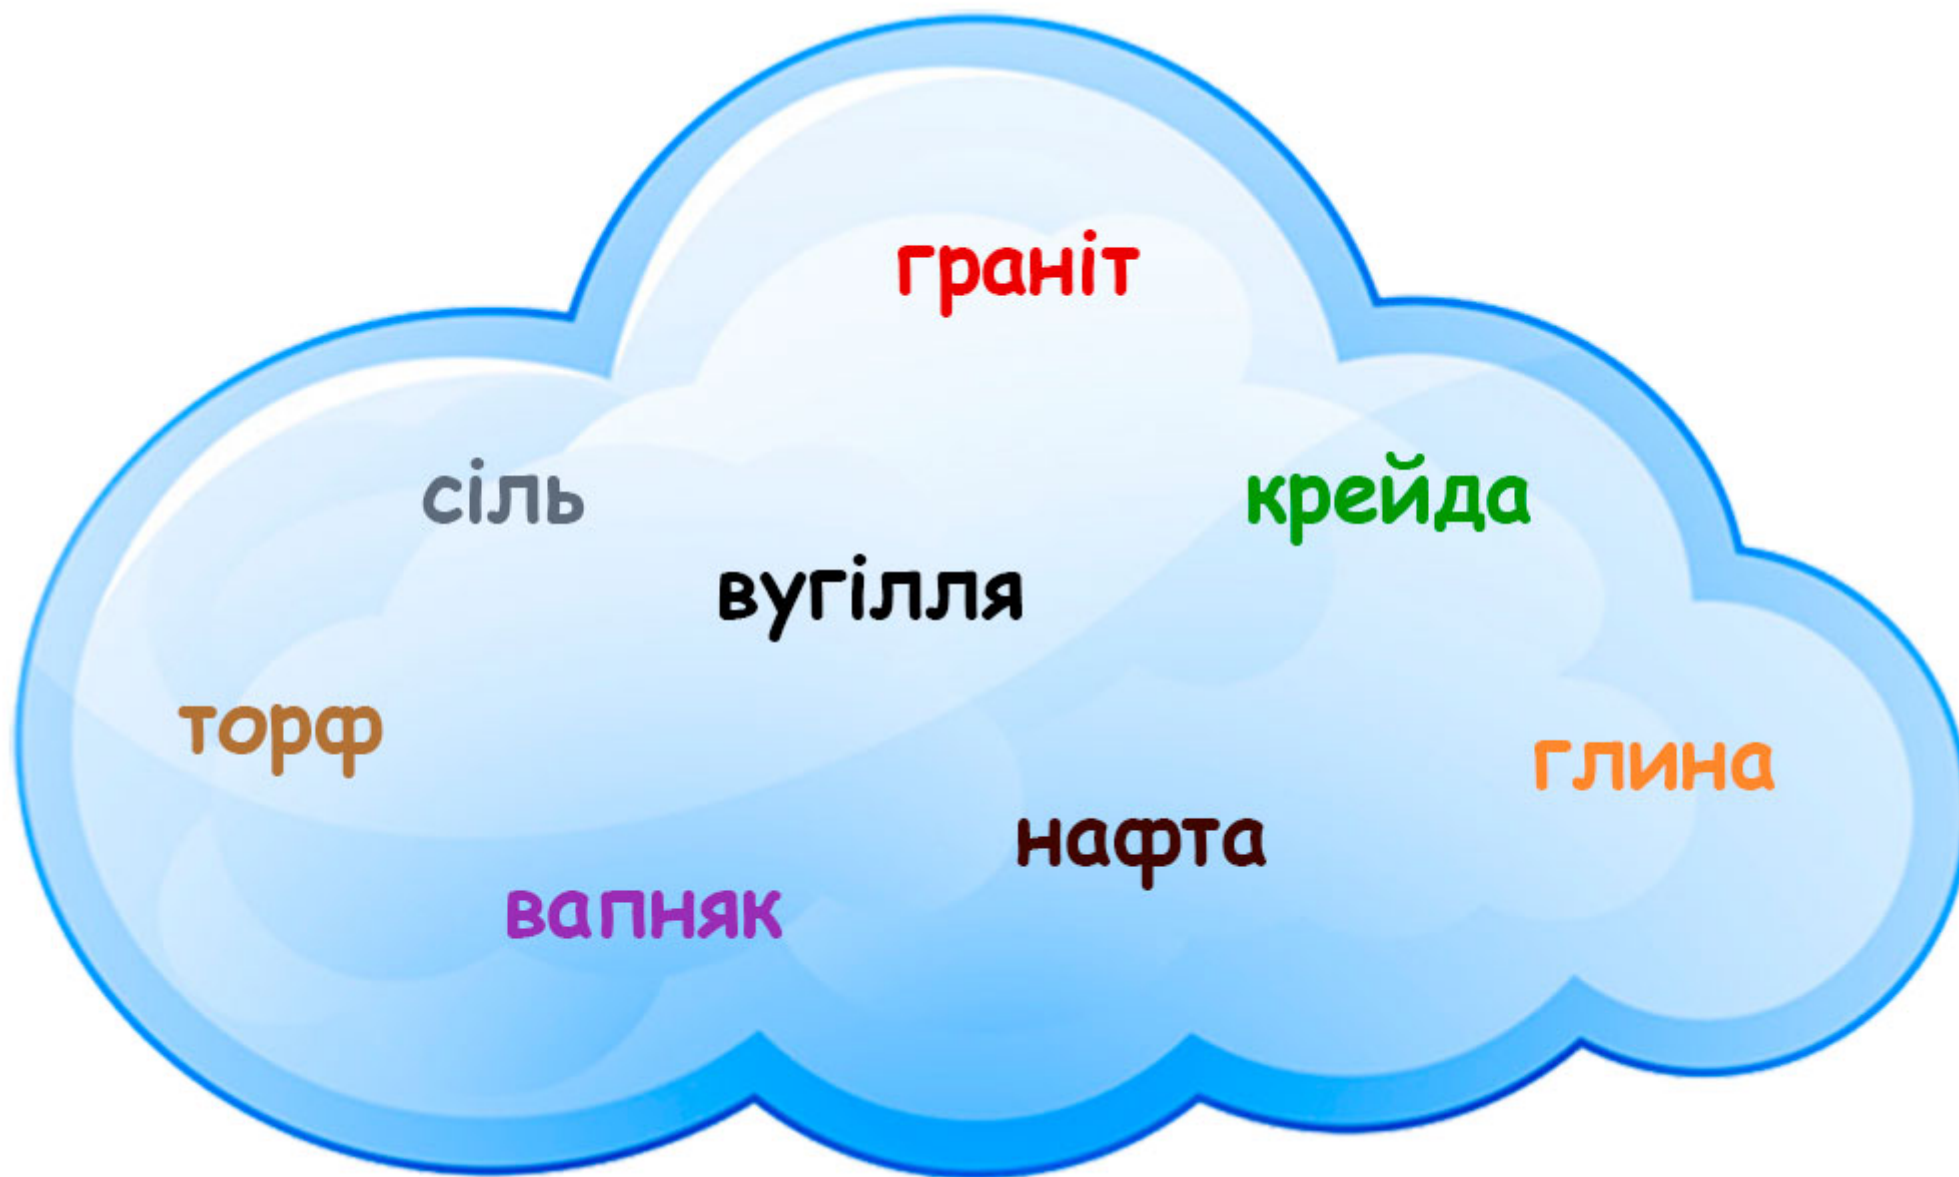 граніт
сіль
крейда
вугілля
торф
глина
нафта
вапняк